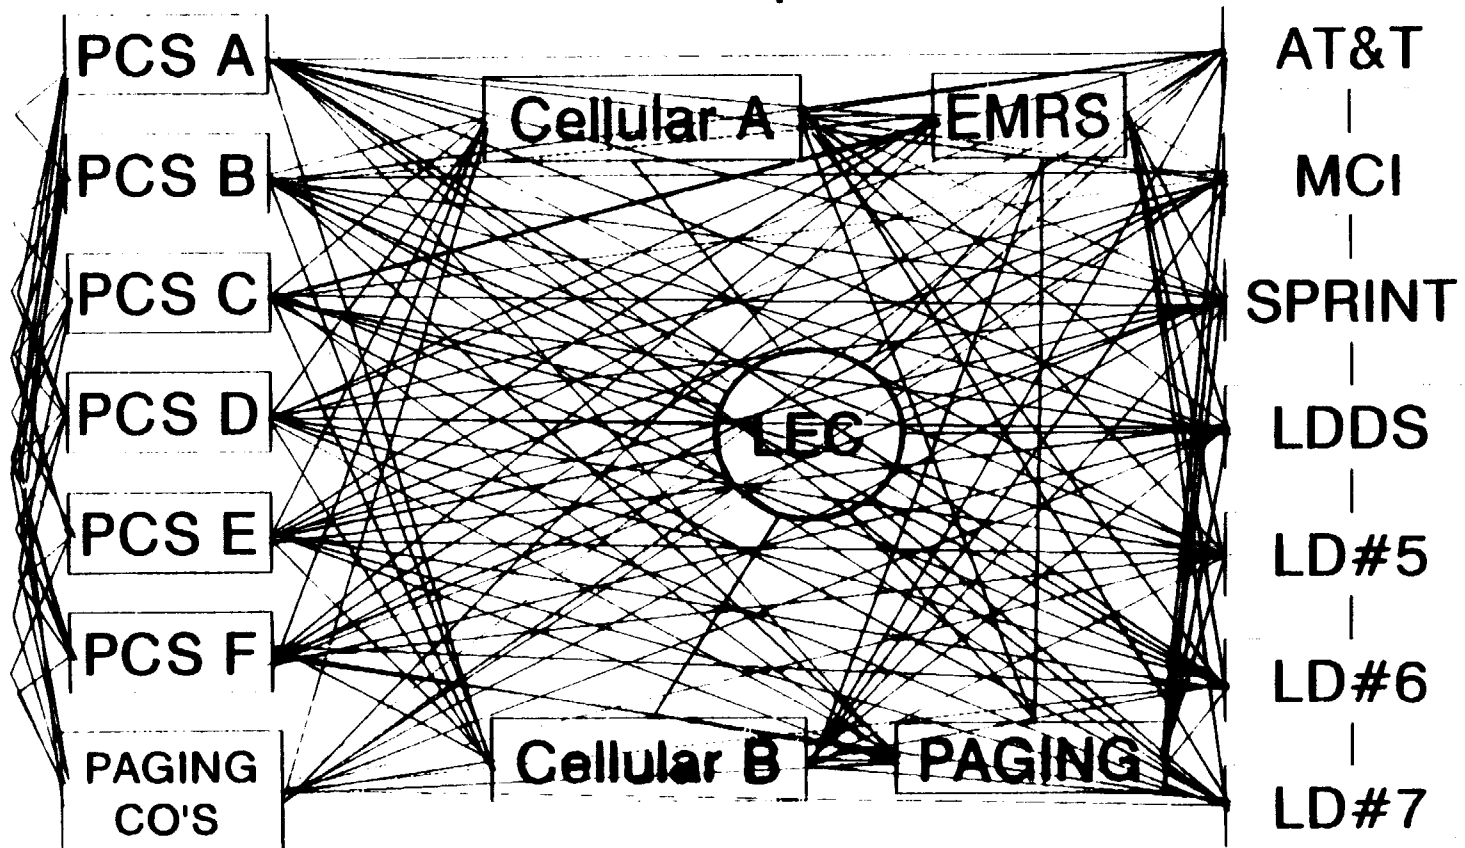 PCS A
PCS B
PCS C
PCS D
PCS E
PCS F
PAGING
CO'S
Cellular A
EMRS
LEC
Cellular B
PAGING
AT&T
MCI
SPRINT
LDDS
LD#5
LD#6
LD#7